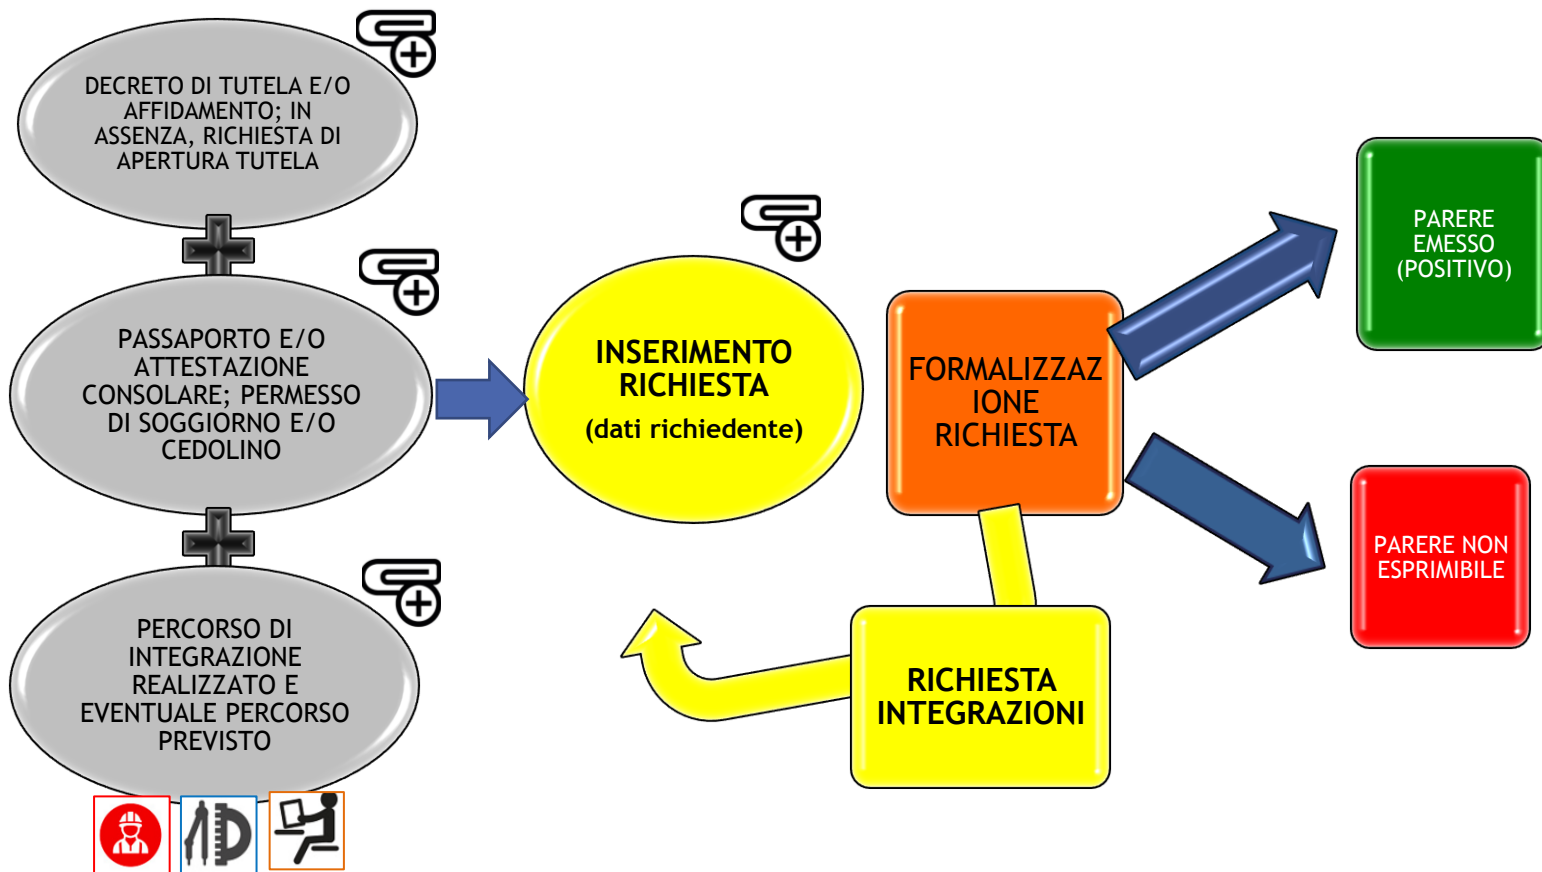 DECRETO DI TUTELA E/O
AFFIDAMENTO; IN
ASSENZA, RICHIESTA DI
APERTURA TUTELA
PASSAPORTO E/O
ATTESTAZIONE
CONSOLARE; PERMESSO
DI SOGGIORNO E/O
CEDOLINO
PERCORSO DI
INTEGRAZIONE
REALIZZATO E
EVENTUALE PERCORSO
PREVISTO
INSERIMENTO
RICHIESTA
(dati richiedente)
FORMALIZZAZ
IONE
RICHIESTA
RICHIESTA
INTEGRAZIONI
PARERE
EMESSO
(POSITIVO)
PARERE NON
ESPRIMIBILE